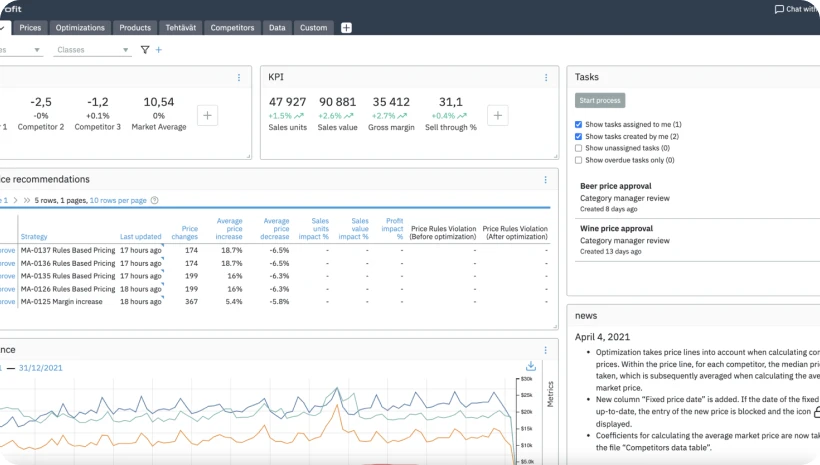 ofit
Chat with
Prices Optimizations Products Tehtävät Competitors Data Custom
es Classes
KPI
Tasks
-2,5 -1,2 10,54
-0% +0.1% 0%
1 Competitor 2 Competitor 3 Market Average
47 927 90 881 35 412 31,1
+1.5% +2.6% +2.7% +0.4%
Sales units Sales value Gross margin Sell through %
Start process
Show tasks assigned to me (1)
Show tasks created by me (2)
Show unassigned tasks (0)
Show overdue tasks only (0)
Beer price approval
Category manager review
Created 8 days ago
Wine price approval
Category manager review
Created 13 days ago
ice recommendations
1 5 rows, 1 pages, 10 rows per page
Strategy Last updated Price changes Average price increase Average price decrease Sales units impact % Sales value impact % Profit impact % Price Rules Violation (Before optimization) Price Rules Violation (After optimization)
prove MA-0137 Rules Based Pricing 17 hours ago 174 18.7% -6.5% - - - - -
prove MA-0136 Rules Based Pricing 17 hours ago 174 18.7% -6.5% - - - - -
prove MA-0135 Rules Based Pricing 17 hours ago 199 16% -6.3% - - - - -
prove MA-0126 Rules Based Pricing 18 hours ago 199 16% -6.3% - - - - -
prove MA-0125 Margin increase 18 hours ago 367 5.4% -5.8% - - - - -
news
April 4, 2021
• Optimization takes price lines into account when calculating co
prices. Within the price line, for each competitor, the median pri
taken, which is subsequently averaged when calculating the ave
market price.
• New column "Fixed price date" is added. If the date of the fixed
up-to-date, the entry of the new price is blocked and the icon
displayed.
• Coefficients for calculating the average market price are now tak
the file "Competitors data table".
nce
— 31/12/2021
$30k
$25k
$20k
$15k
$10k
$5.0k
Metrics